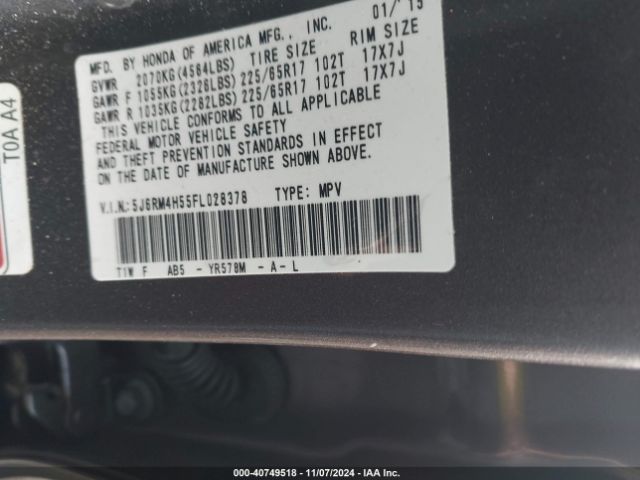 MFD. BY HONDA OF AMERICA MFG., INC. 01/ 15
GVWR 2070KG(4564LBS) TIRE SIZE RIM SIZE
GAWR F 1055KG(2326LBS) 225/65R17 102T 17X7J
GAWR R 1035KG(2282LBS) 225/65R17 102T 17X7J
THIS VEHICLE CONFORMS TO ALL APPLICABLE
FEDERAL MOTOR VEHICLE SAFETY
AND THEFT PREVENTION STANDARDS IN EFFECT
ON THE DATE OF MANUFACTURE SHOWN ABOVE.
V.I.N.:5J6RM4H55FL028378 TYPE: MPV
T1W F AB5 - YR578M - A - L
T0A A4
000-40749518 - 11/07/2024 - IAA Inc.